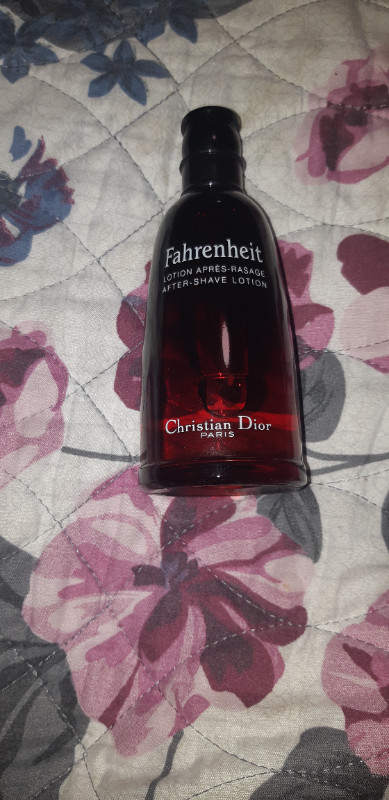 Fahrenheit
LOTION APRÈS-RASAGE
AFTER-SHAVE LOTION
Christian Dior
PARIS